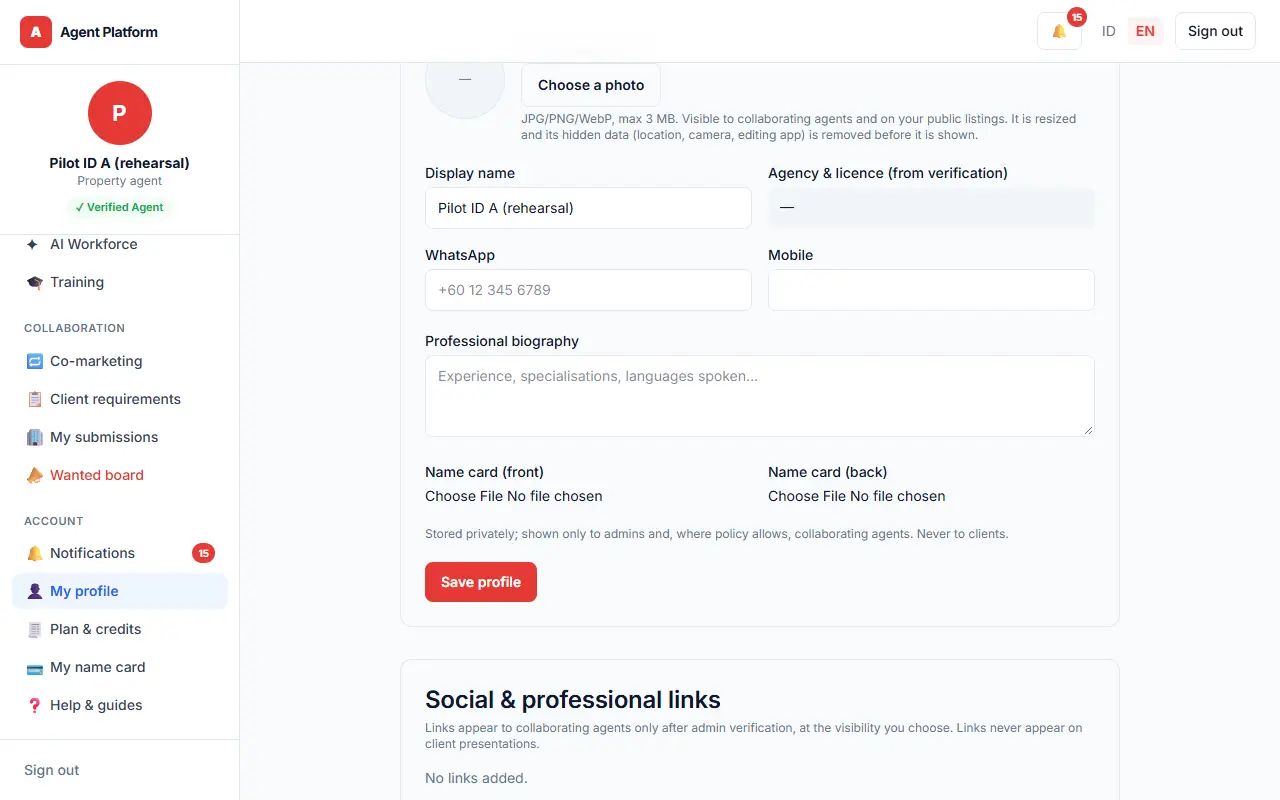 A Agent Platform
15
ID EN Sign out
P
Pilot ID A (rehearsal)
Property agent
✓ Verified Agent
AI Workforce
Training
COLLABORATION
Co-marketing
Client requirements
My submissions
Wanted board
ACCOUNT
Notifications 15
My profile
Plan & credits
My name card
Help & guides
Sign out
—
Choose a photo
JPG/PNG/WebP, max 3 MB. Visible to collaborating agents and on your public listings. It is resized
and its hidden data (location, camera, editing app) is removed before it is shown.
Display name
Pilot ID A (rehearsal)
Agency & licence (from verification)
—
WhatsApp
+60 12 345 6789
Mobile
Professional biography
Experience, specialisations, languages spoken...
Name card (front)
Choose File No file chosen
Name card (back)
Choose File No file chosen
Stored privately; shown only to admins and, where policy allows, collaborating agents. Never to clients.
Save profile
Social & professional links
Links appear to collaborating agents only after admin verification, at the visibility you choose. Links never appear on
client presentations.
No links added.